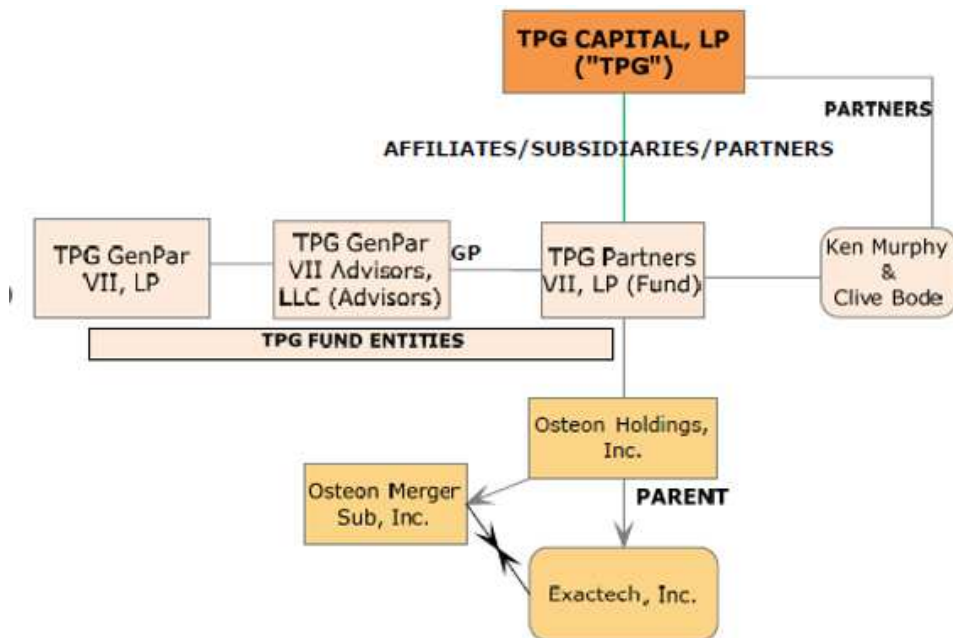 TPG CAPITAL, LP
("TPG")
PARTNERS
AFFILIATES/SUBSIDIARIES/PARTNERS
TPG GenPar
VII, LP
TPG GenPar
VII Advisors,
LLC (Advisors)
GP
TPG Partners
VII, LP (Fund)
Ken Murphy
&
Clive Bode
)
TPG FUND ENTITIES
Osteon Holdings,
Inc.
Osteon Merger
Sub, Inc.
PARENT
Exactech, Inc.